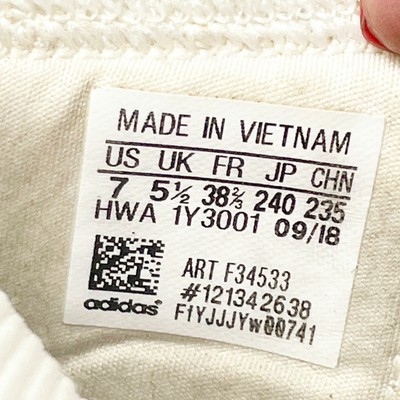 MADE IN VIETNAM
US UK FR JP CHN
7 5½ 38⅔ 240 235
HWA 1Y3001 09/18
ART F34533
#121342638
adidas
F1YJJJYw00741